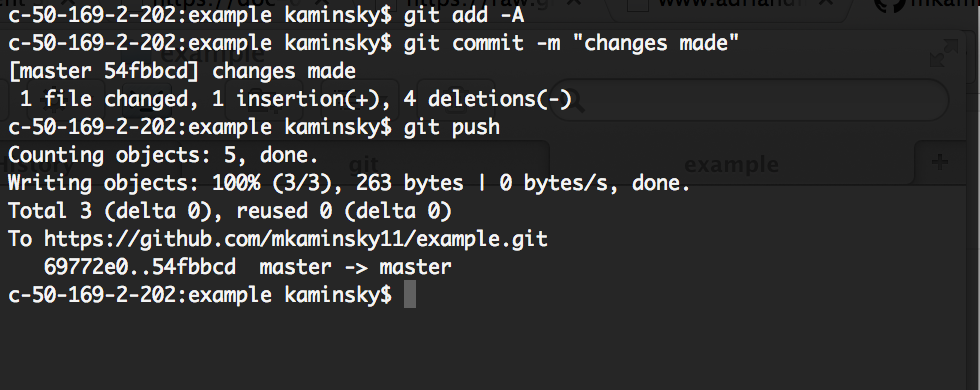 c-50-169-2-202:example kaminsky$ git add -A
c-50-169-2-202:example kaminsky$ git commit -m "changes made"
[master 54fbbcd] changes made
 1 file changed, 1 insertion(+), 4 deletions(-)
c-50-169-2-202:example kaminsky$ git push
Counting objects: 5, done.
Writing objects: 100% (3/3), 263 bytes | 0 bytes/s, done.
Total 3 (delta 0), reused 0 (delta 0)
To https://github.com/mkaminsky11/example.git
   69772e0..54fbbcd  master -> master
c-50-169-2-202:example kaminsky$
example
git
example
+